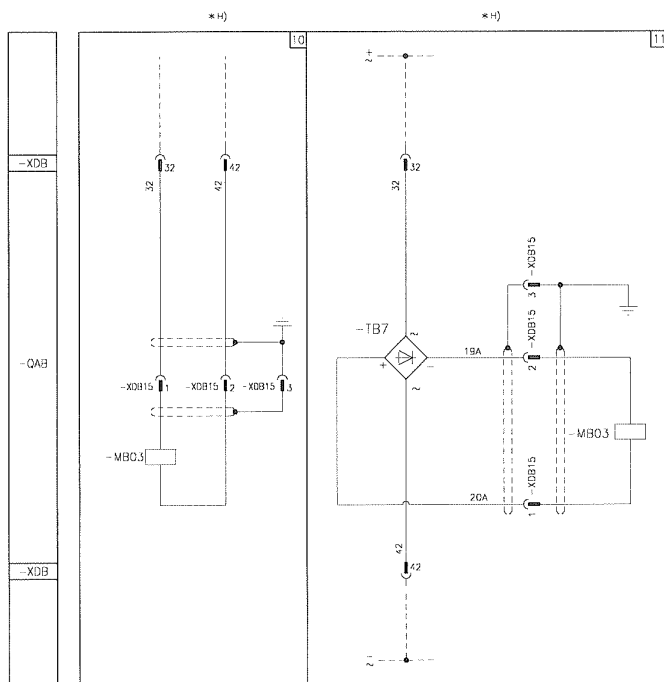 *H) *H)
10 11
±
~
-XDB
32 42 32
32 42 32
-XDB15
3
-XDB15
-TB7
~
19A
+ -
2
-QAB
-XDB15 1 -XDB15 2 -XDB15 3
~
-MB03
-MB03
-XDB15
20A
1
42
42
-XDB
~